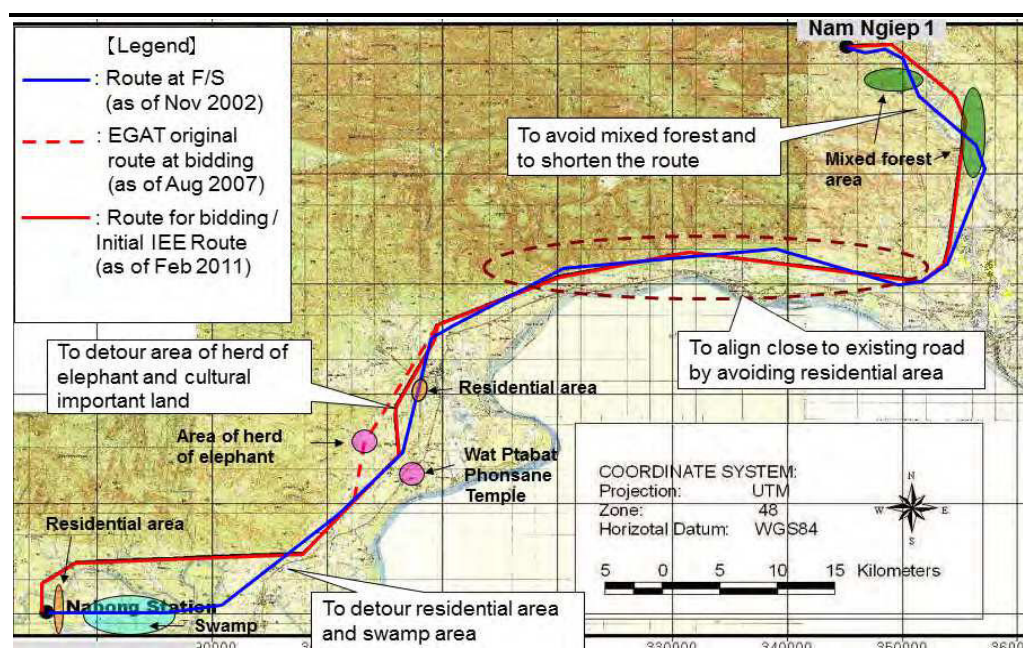 Nam Ngiep 1
【Legend】
: Route at F/S
(as of Nov 2002)
: EGAT original
route at bidding
(as of Aug 2007)
: Route for bidding /
Initial IEE Route
(as of Feb 2011)
To avoid mixed forest and
to shorten the route
Mixed forest
area
To detour area of herd of
elephant and cultural
important land
To align close to existing road
by avoiding residential area
Residential area
Area of herd
of elephant
Wat Ptabat
Phonsane
Temple
COORDINATE SYSTEM:
Projection: UTM
Zone: 48
Horizotal Datum: WGS84
N
W E
S
5 0 5 10 15 Kilometers
Residential area
Nabong Station
Swamp
To detour residential area
and swamp area
330000 340000 350000